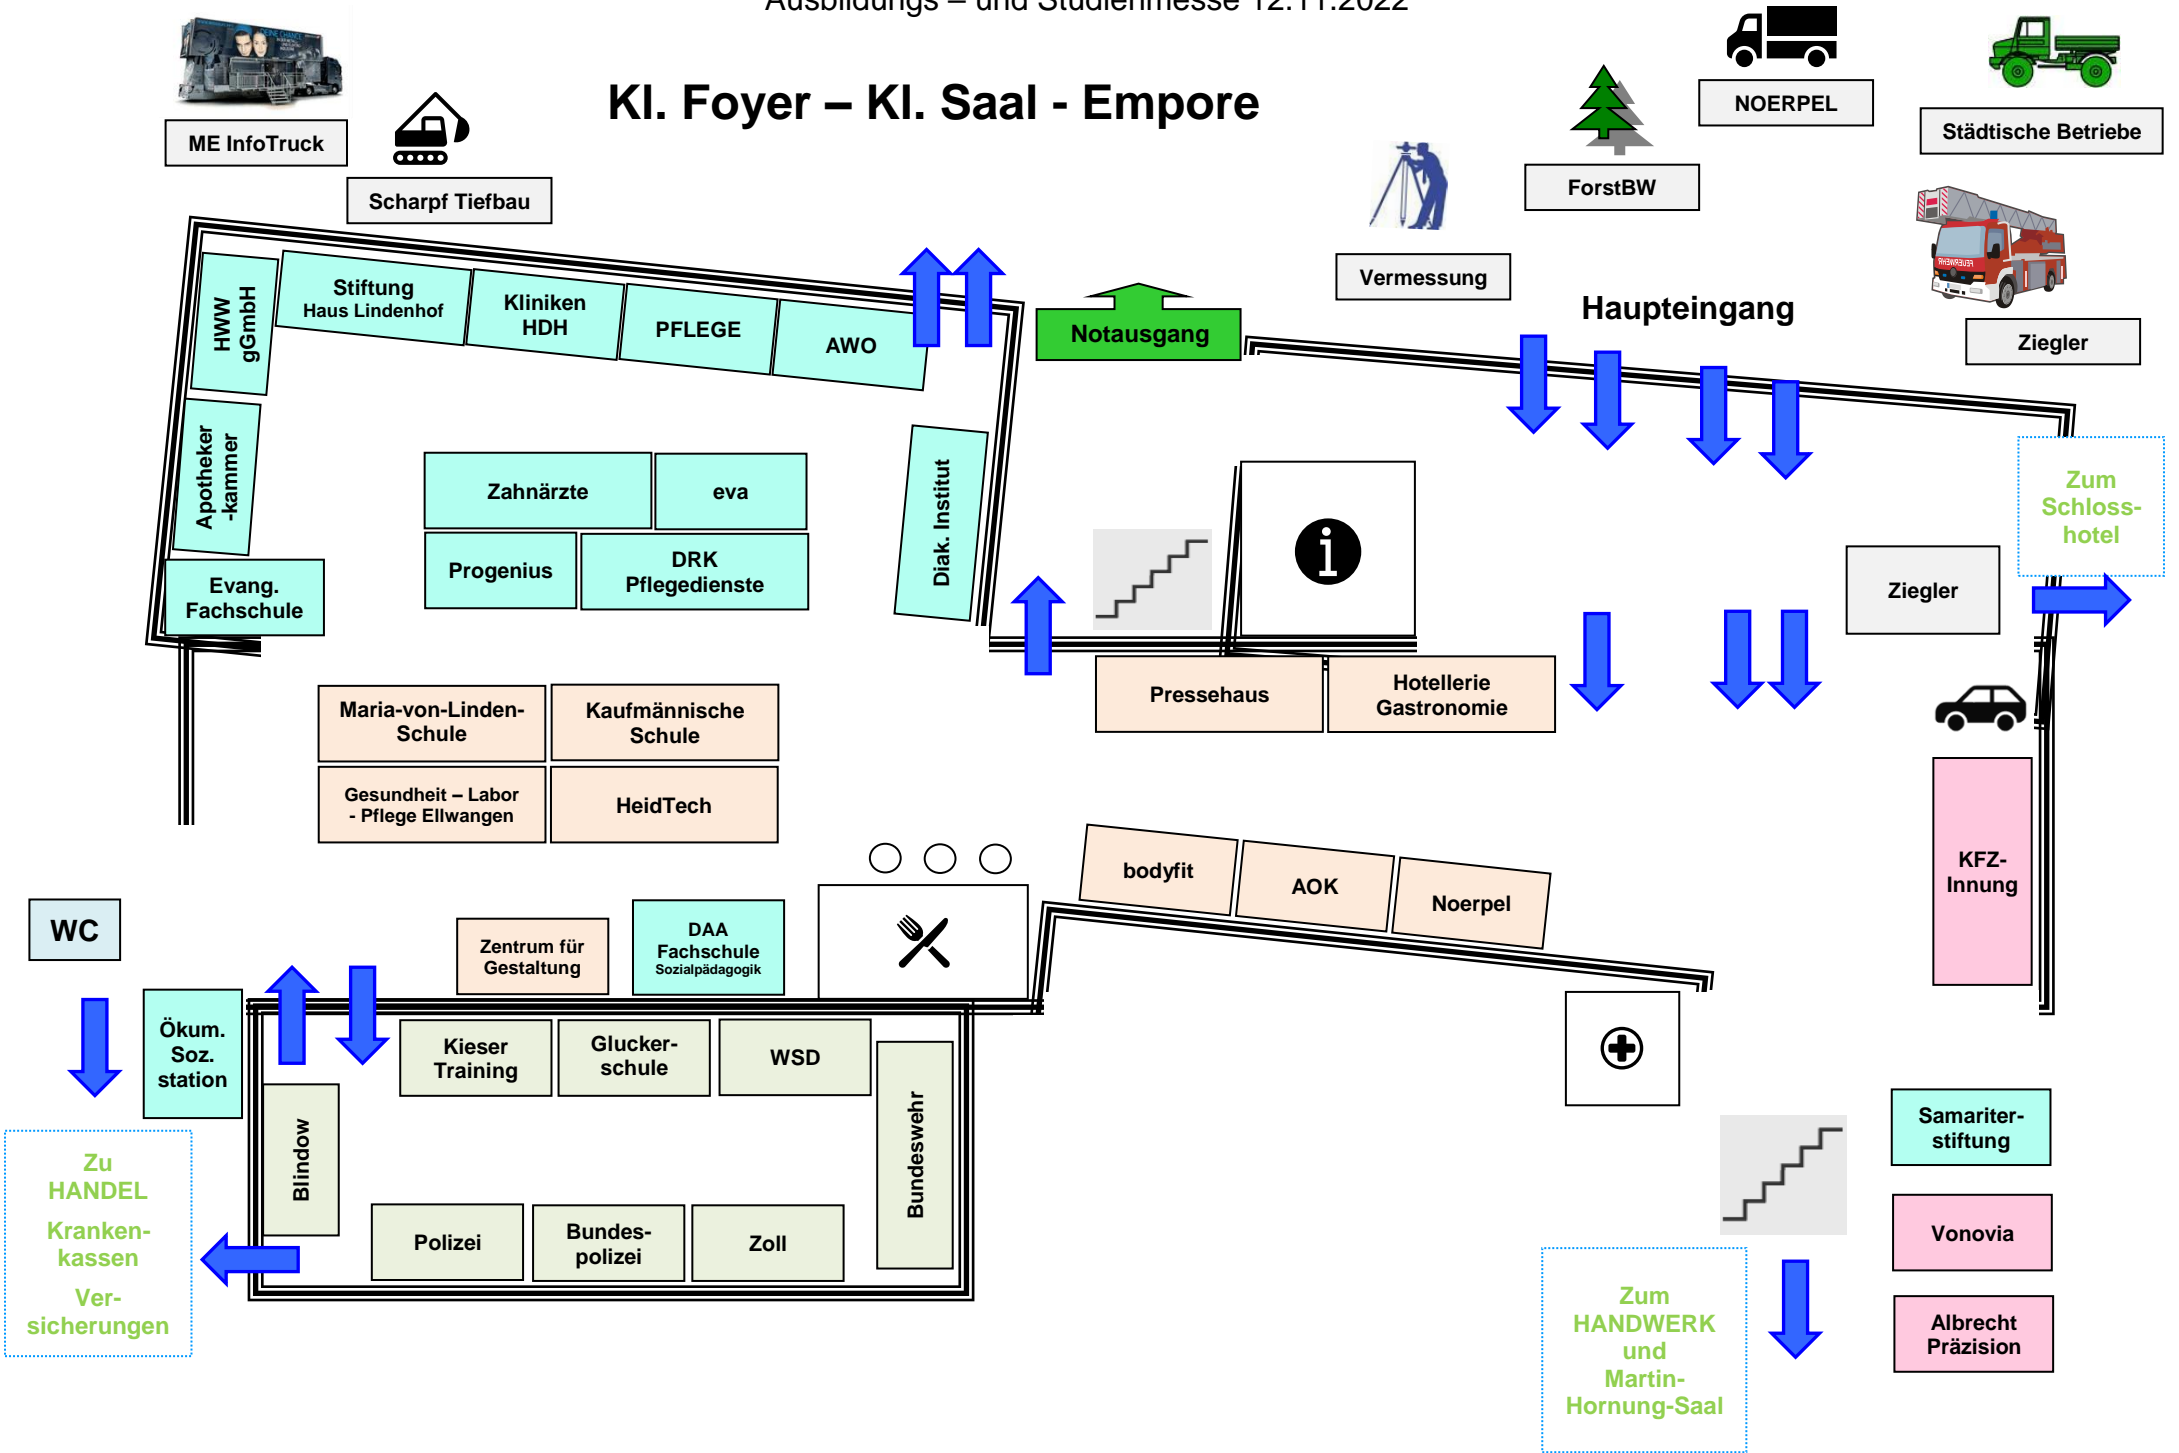 Ausbildungs – und Studienmesse 12.11.2022
Kl. Foyer – Kl. Saal - Empore
ME InfoTruck
Scharpf Tiefbau
NOERPEL
Städtische Betriebe
ForstBW
Vermessung
Haupteingang
Ziegler
Notausgang
HWW
gGmbH
Stiftung
Haus Lindenhof
Kliniken
HDH
PFLEGE
AWO
Apotheker
-kammer
Zahnärzte
eva
Diak. Institut
Progenius
DRK
Pflegedienste
Evang.
Fachschule
Zum
Schloss-
hotel
Ziegler
Pressehaus
Hotellerie
Gastronomie
Maria-von-Linden-
Schule
Kaufmännische
Schule
Gesundheit – Labor
- Pflege Ellwangen
HeidTech
bodyfit
AOK
Noerpel
KFZ-
Innung
WC
Zentrum für
Gestaltung
DAA
Fachschule
Sozialpädagogik
Ökum.
Soz.
station
Kieser
Training
Glucker-
schule
WSD
Bundeswehr
Blindow
Polizei
Bundes-
polizei
Zoll
Zu
HANDEL
Kranken-
kassen
Ver-
sicherungen
Samariter-
stiftung
Vonovia
Albrecht
Präzision
Zum
HANDWERK
und
Martin-
Hornung-Saal